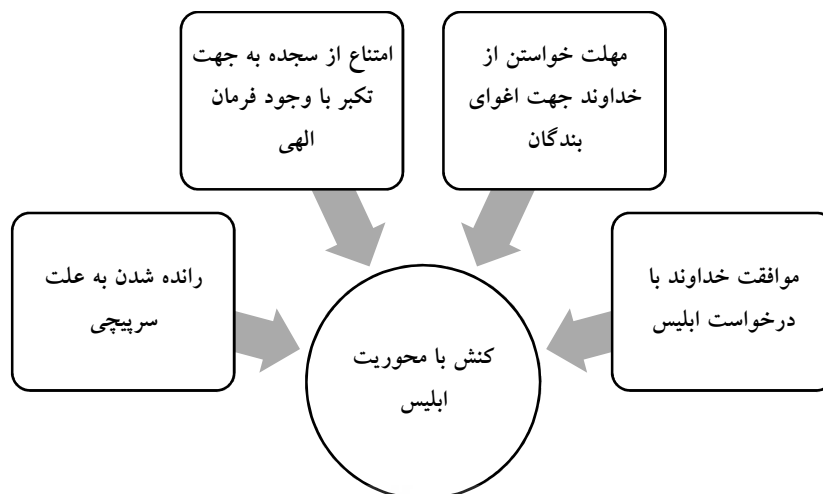 مهلت خواستن از
خداوند جهت اغوای
بندگان
امتناع از سجده به جهت
تکبر با وجود فرمان
الهی
موافقت خداوند با
درخواست ابلیس
رانده شدن به علت
سرپیچی
کنش با محوریت
ابلیس